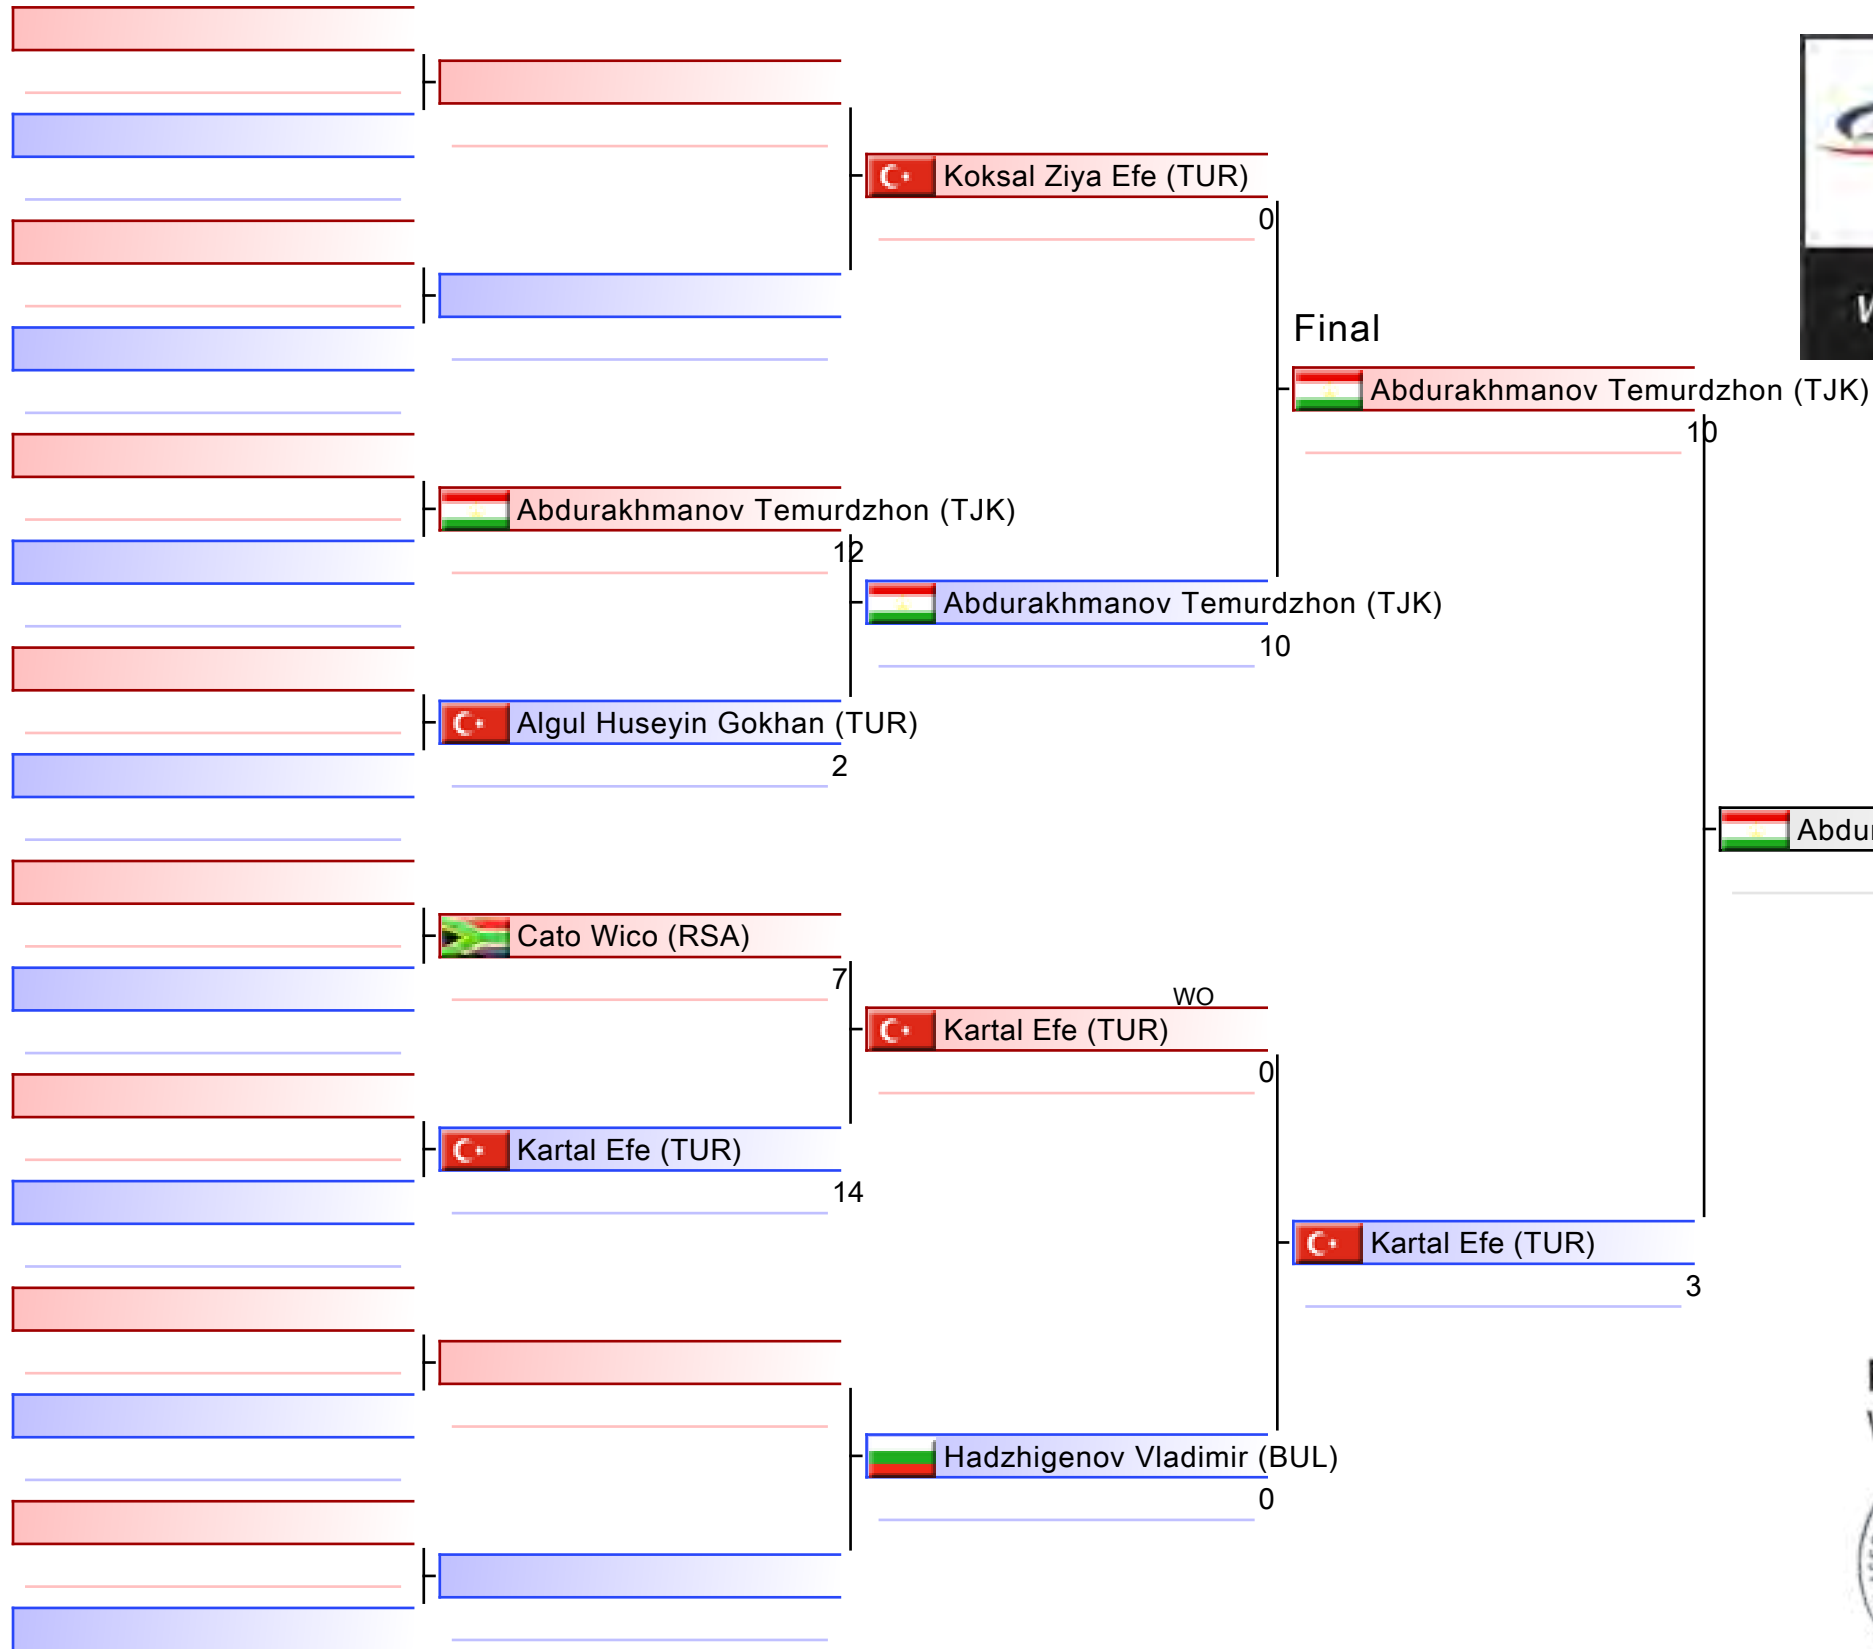 Koksal Ziya Efe (TUR)
0
Final
Abdurakhmanov Temurdzhon (TJK)
10
Abdurakhmanov Temurdzhon (TJK)
12
Abdurakhmanov Temurdzhon (TJK)
10
Algul Huseyin Gokhan (TUR)
2
Cato Wico (RSA)
7
WO
Kartal Efe (TUR)
0
Kartal Efe (TUR)
14
Kartal Efe (TUR)
3
Hadzhigenov Vladimir (BUL)
0